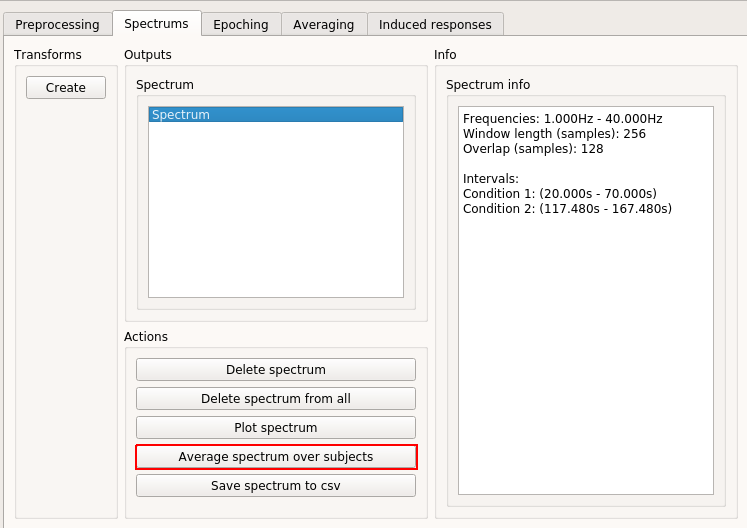 Preprocessing
Spectrums
Epoching
Averaging
Induced responses
Transforms
Create
Outputs
Spectrum
Spectrum
Actions
Delete spectrum
Delete spectrum from all
Plot spectrum
Average spectrum over subjects
Save spectrum to csv
Info
Spectrum info
Frequencies: 1.000Hz - 40.000Hz
Window length (samples): 256
Overlap (samples): 128
Intervals:
Condition 1: (20.000s - 70.000s)
Condition 2: (117.480s - 167.480s)